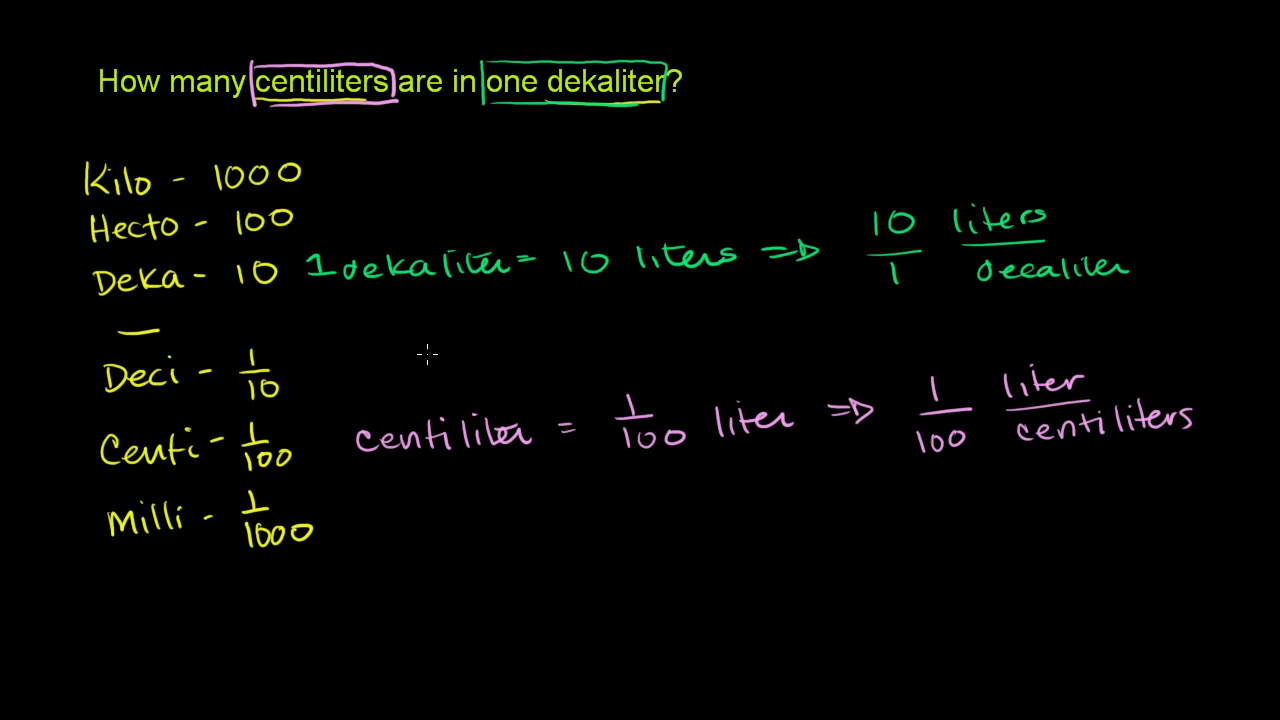 How many centiliters are in one dekaliter?
Kilo - 1000
Hecto - 100
Deka - 10 1 dekaliter = 10 liters ⇒ 10/1 liters/decaliter
Deci - 1/10
Centi - 1/100 centiliter = 1/100 liter ⇒ 1/100 liter/centiliters
Milli - 1/1000